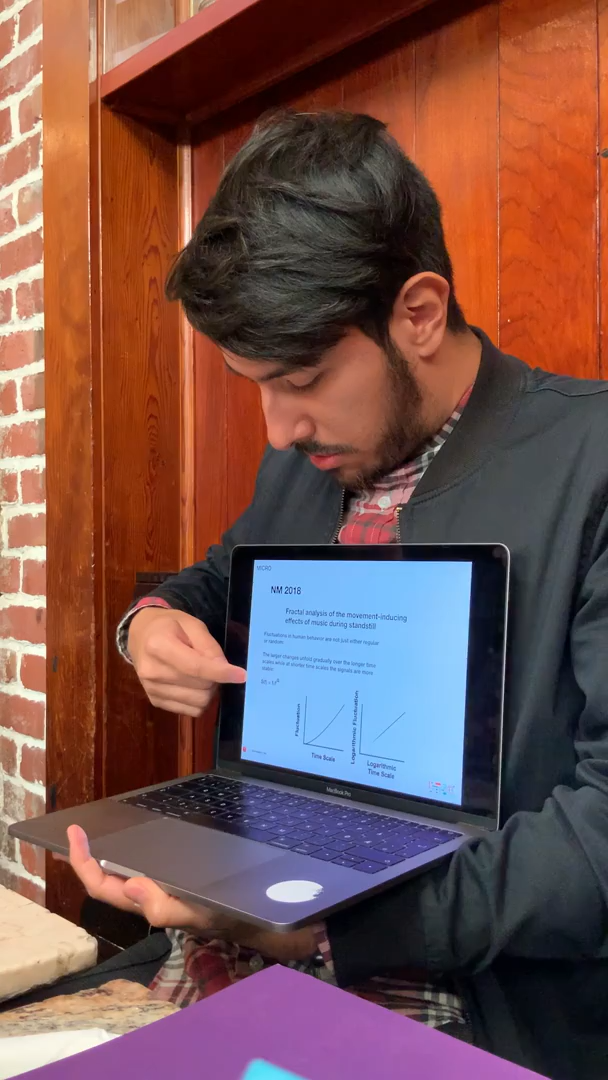 MICRO
NM 2018
Fractal analysis of the movement-inducing
effects of music during standstill
Fluctuations in human behavior are not just either regular
or random
The larger changes unfold gradually over the longer time
scales while at shorter time scales the signals are more
stable
Fluctuation
Time Scale
Logarithmic Fluctuation
Logarithmic
Time Scale
MacBook Pro